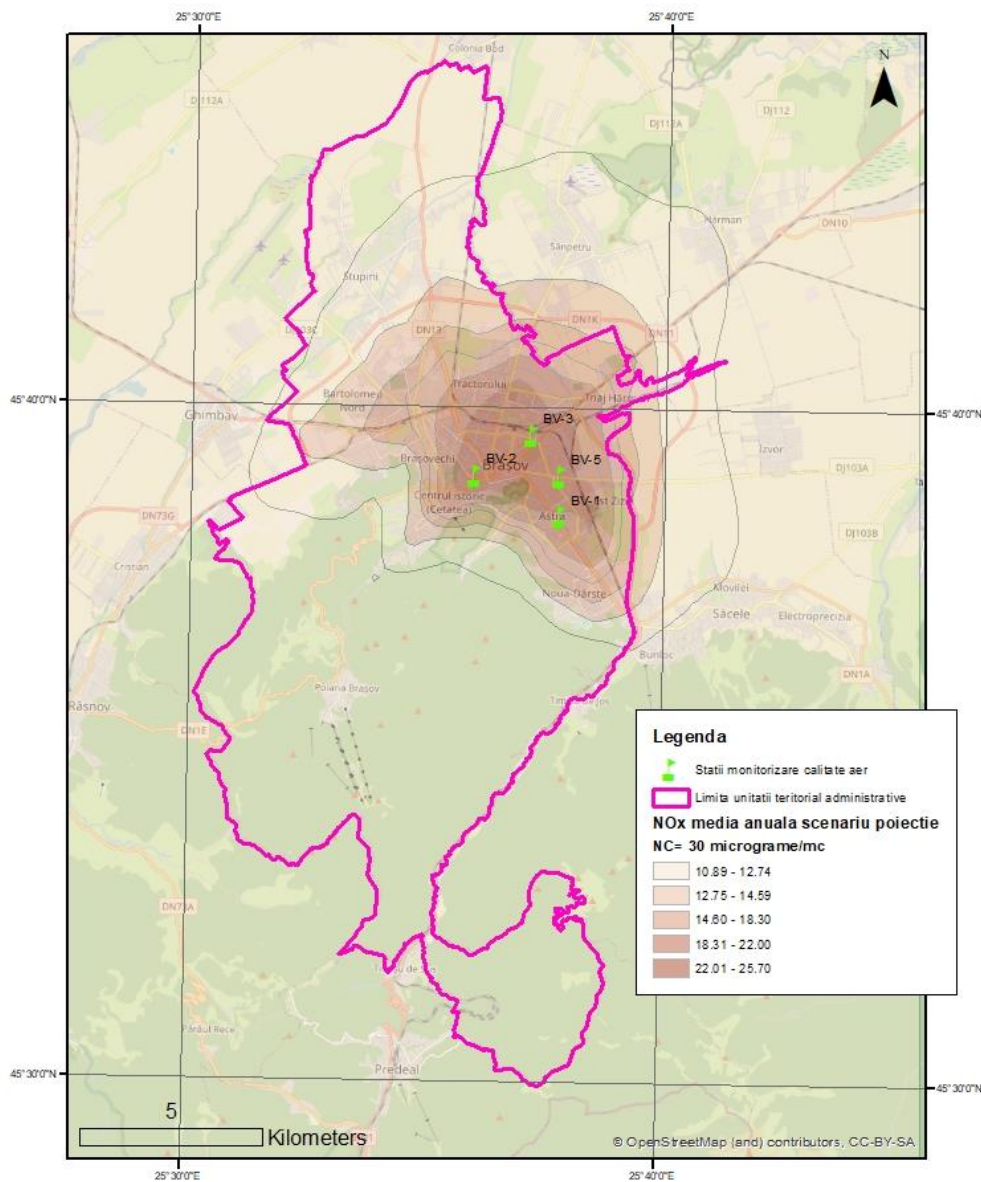 25°30'0"E
25°40'0"E
Colonia Bod
N
DJ112A
DJ112
DJ112A
Hărman
DN10
Sânpetru
Stupini
DN1K
DN11
DJ103C
DN13
Tractorului
45°40'0"N
Bartolomeu
Nord
Triaj Hărman
45°40'0"N
Ghimbav
BV-3
Brașovechi
BV-2
Brașov
BV-5
DJ103A
Centrul istoric
(Cetatea)
BV-1
Astra
DN73G
DJ103B
Cristian
Noua-Dârste
Movilei
Săcele
Electroprecizia
Izvor
Bunloc
DN1A
Poiana Brașov
Râșnov
DN1E
Legenda
Statii monitorizare calitate aer
Limita unitatii teritorial administrative
NOx media anuala scenariu poiectie
NC= 30 micrograme/mc
10.89 - 12.74
12.75 - 14.59
14.60 - 18.30
18.31 - 22.00
22.01 - 25.70
DN73A
Pârâul Rece
Predeal
45°30'0"N
45°30'0"N
5
Kilometers
© OpenStreetMap (and) contributors, CC-BY-SA
25°30'0"E
25°40'0"E